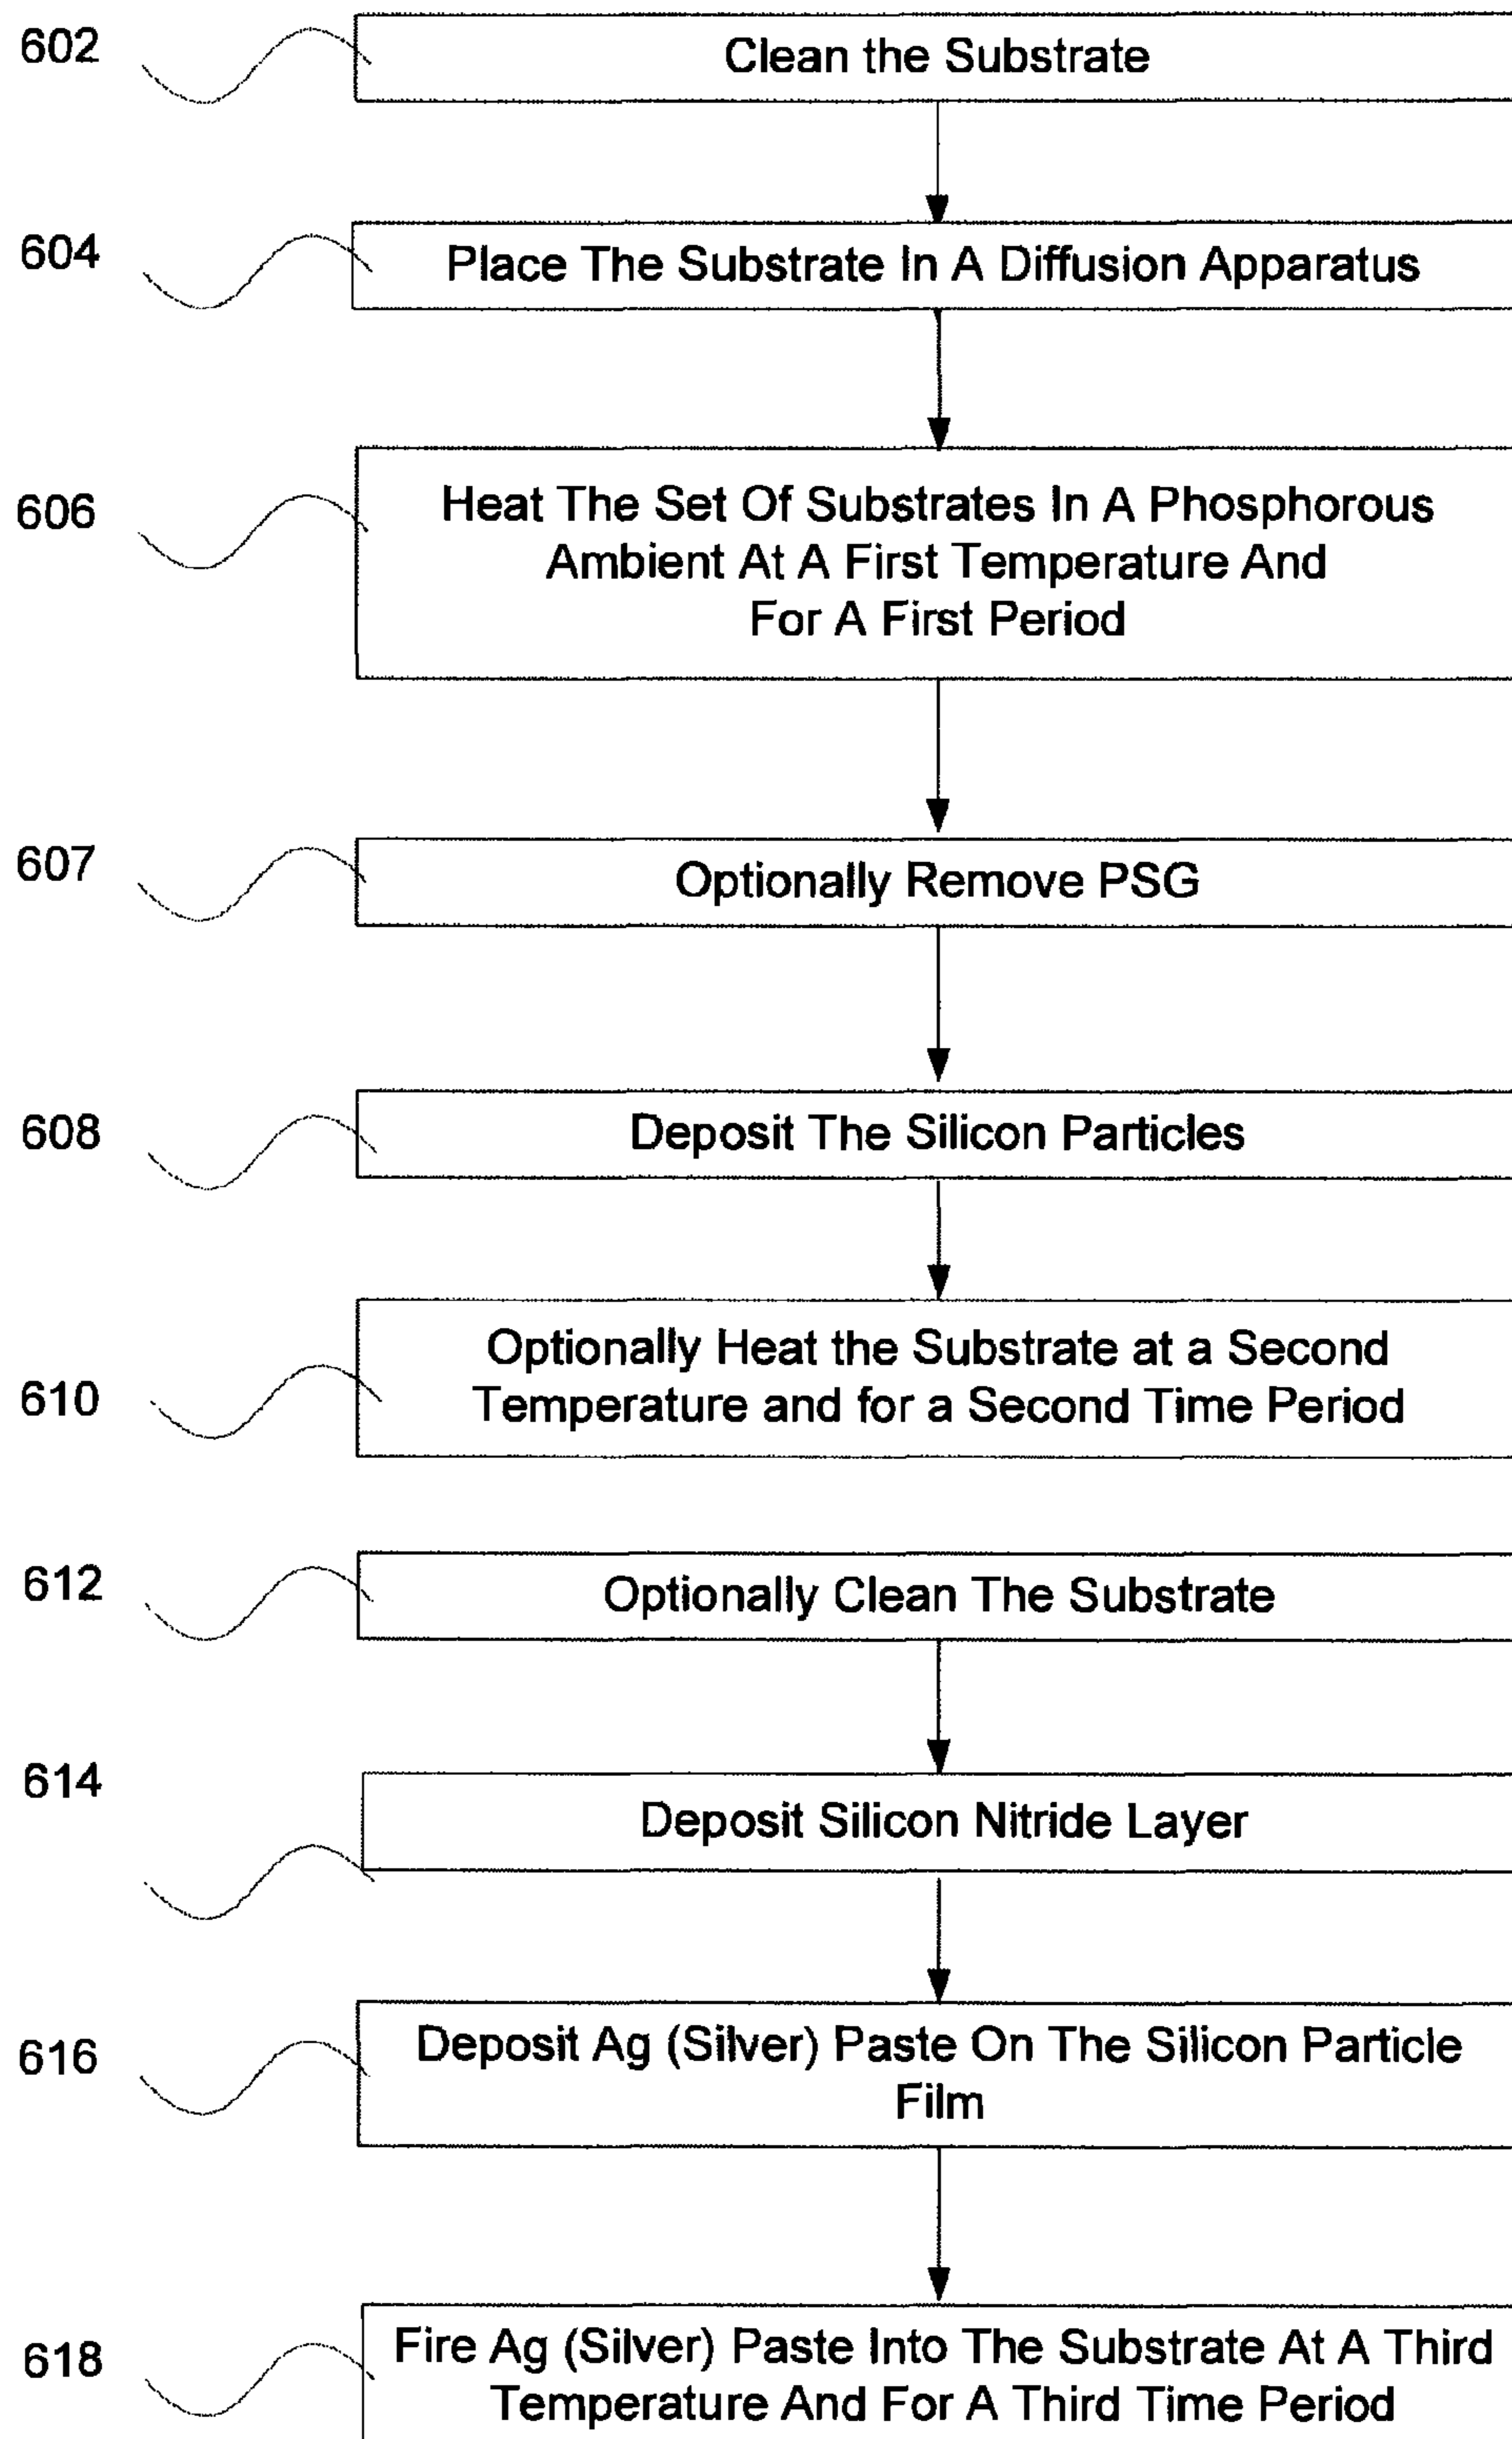 602
Clean the Substrate
604
Place The Substrate In A Diffusion Apparatus
606
Heat The Set Of Substrates In A Phosphorous
Ambient At A First Temperature And
For A First Period
607
Optionally Remove PSG
608
Deposit The Silicon Particles
610
Optionally Heat the Substrate at a Second
Temperature and for a Second Time Period
612
Optionally Clean The Substrate
614
Deposit Silicon Nitride Layer
616
Deposit Ag (Silver) Paste On The Silicon Particle
Film
618
Fire Ag (Silver) Paste Into The Substrate At A Third
Temperature And For A Third Time Period